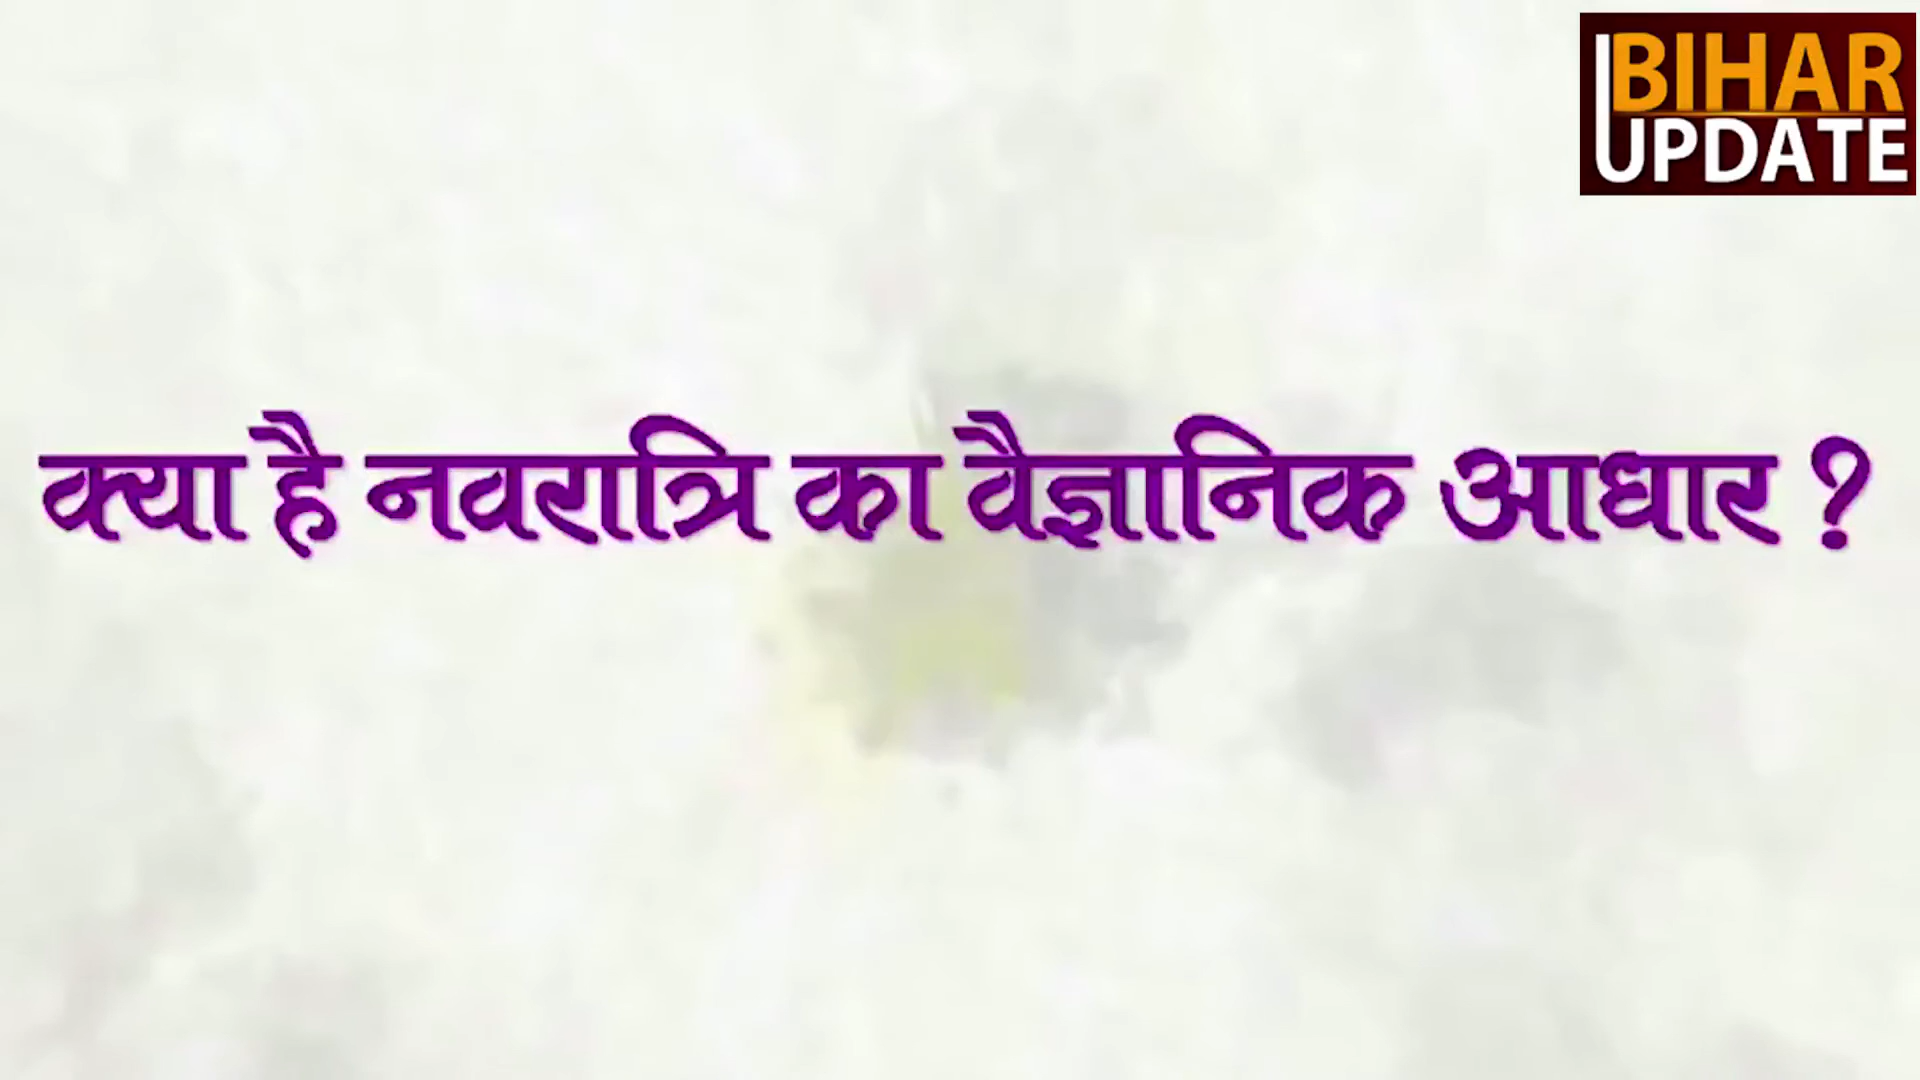 BIHAR
UPDATE
क्या है नवरात्रि का वैज्ञानिक आधार ?